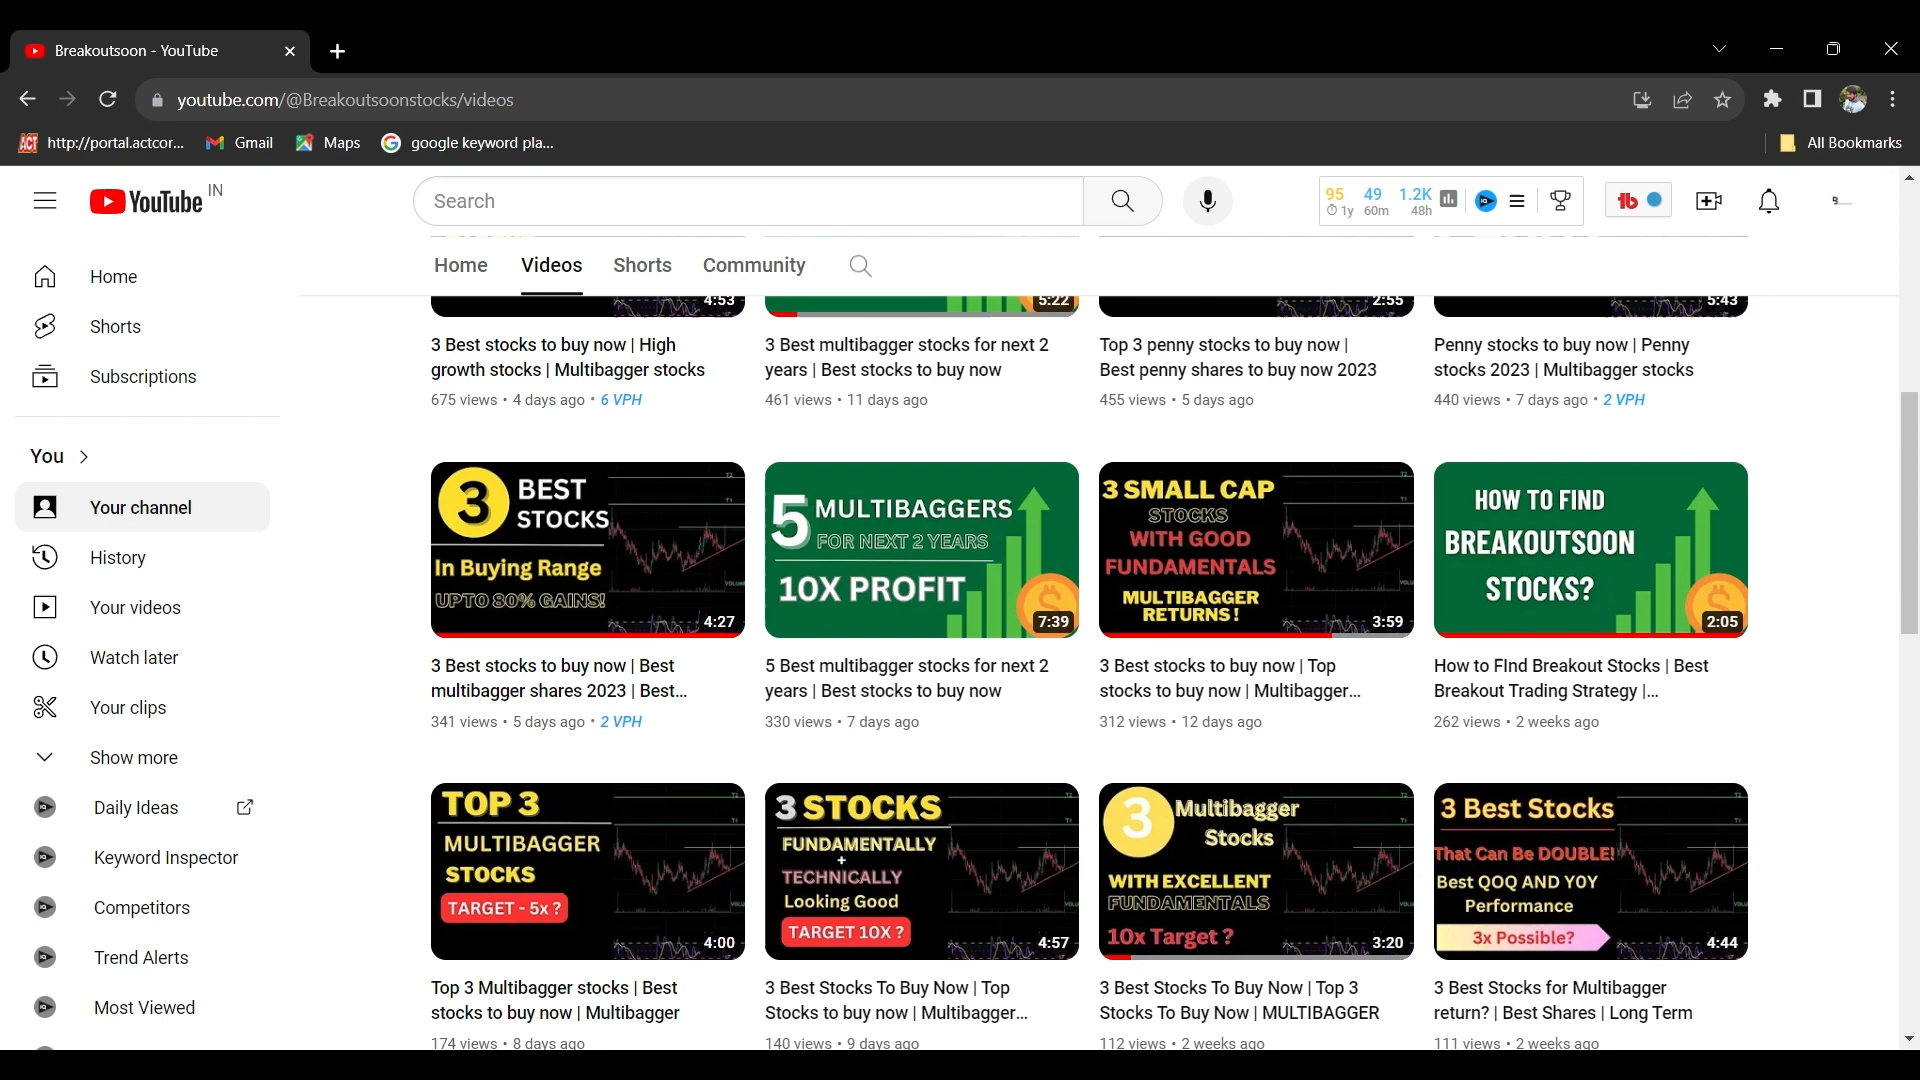 Breakoutsoon - YouTube
youtube.com/@Breakoutsoonstocks/videos
http://portal.actcor...
Gmail
Maps
google keyword pla...
All Bookmarks
YouTube IN
Search
95 49 1.2K
1y 60m 48h
Home
Videos
Shorts
Community
Home
Shorts
Subscriptions
You
Your channel
History
Your videos
Watch later
Your clips
Show more
Daily Ideas
Keyword Inspector
Competitors
Trend Alerts
Most Viewed
4:53
3 Best stocks to buy now | High
growth stocks | Multibagger stocks
675 views • 4 days ago • 6 VPH
5:22
3 Best multibagger stocks for next 2
years | Best stocks to buy now
461 views • 11 days ago
2:55
Top 3 penny stocks to buy now |
Best penny shares to buy now 2023
455 views • 5 days ago
5:43
Penny stocks to buy now | Penny
stocks 2023 | Multibagger stocks
440 views • 7 days ago • 2 VPH
3 BEST
STOCKS
In Buying Range
UPTO 80% GAINS!
4:27
3 Best stocks to buy now | Best
multibagger shares 2023 | Best...
341 views • 5 days ago • 2 VPH
5 MULTIBAGGERS
FOR NEXT 2 YEARS
10X PROFIT
7:39
5 Best multibagger stocks for next 2
years | Best stocks to buy now
330 views • 7 days ago
3 SMALL CAP
STOCKS
WITH GOOD
FUNDAMENTALS
MULTIBAGGER
RETURNS!
3:59
3 Best stocks to buy now | Top
stocks to buy now | Multibagger...
312 views • 12 days ago
HOW TO FIND
BREAKOUTSOON
STOCKS?
2:05
How to FInd Breakout Stocks | Best
Breakout Trading Strategy |...
262 views • 2 weeks ago
TOP 3
MULTIBAGGER
STOCKS
TARGET - 5x ?
4:00
Top 3 Multibagger stocks | Best
stocks to buy now | Multibagger
174 views • 8 days ago
3 STOCKS
FUNDAMENTALLY
+
TECHNICALLY
Looking Good
TARGET 10X ?
4:57
3 Best Stocks To Buy Now | Top
Stocks to buy now | Multibagger...
140 views • 9 days ago
3 Multibagger
Stocks
WITH EXCELLENT
FUNDAMENTALS
10x Target ?
3:20
3 Best Stocks To Buy Now | Top 3
Stocks To Buy Now | MULTIBAGGER
112 views • 2 weeks ago
3 Best Stocks
That Can Be DOUBLE!
Best QOQ AND YOY
Performance
3x Possible?
4:44
3 Best Stocks for Multibagger
return? | Best Shares | Long Term
111 views • 2 weeks ago